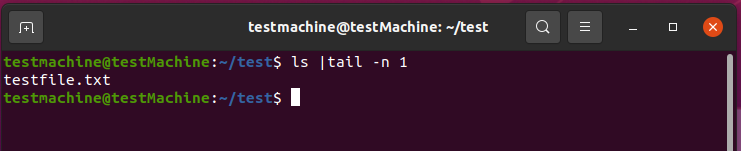 testmachine@testMachine: ~/test
testmachine@testMachine:~/test$ ls |tail -n 1
testfile.txt
testmachine@testMachine:~/test$